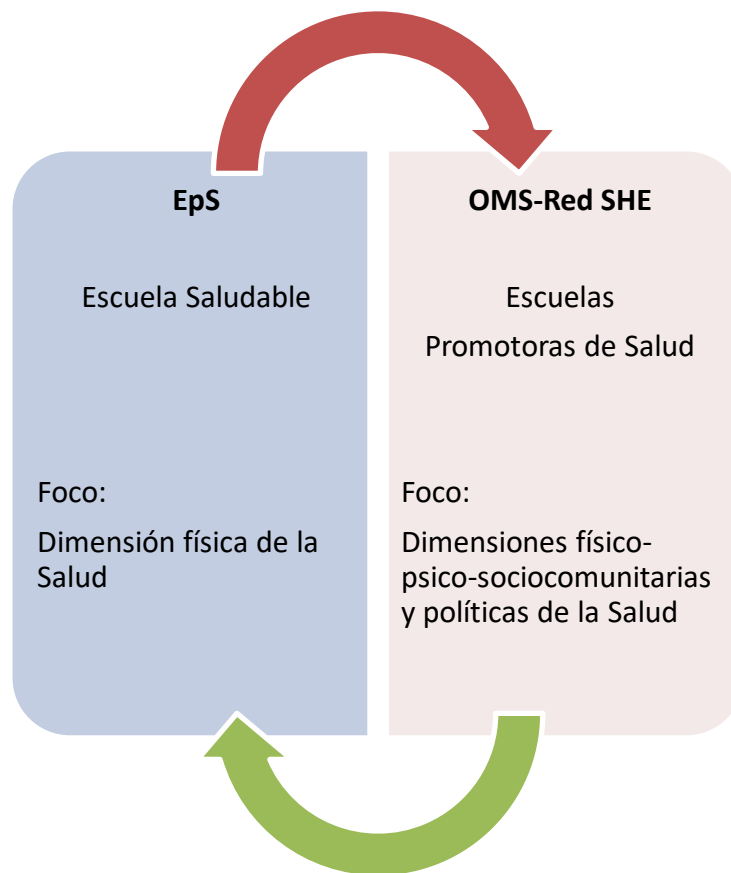 EpS
Escuela Saludable
Foco:
Dimensión física de la
Salud
OMS-Red SHE
Escuelas
Promotoras de Salud
Foco:
Dimensiones físico-
psico-sociocomunitarias
y políticas de la Salud